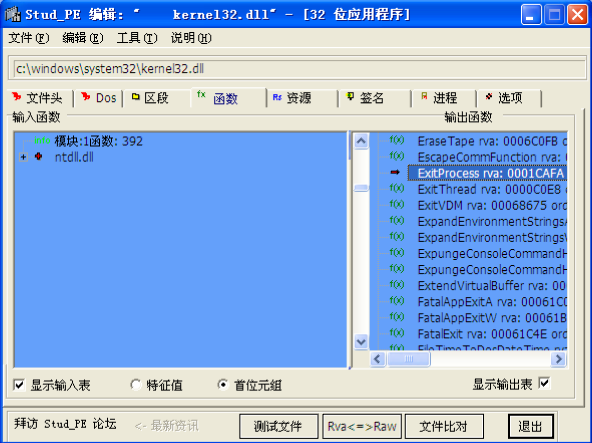 Stud_PE 编辑: "    kernel32.dll" - [32 位应用程序]
文件(F) 编辑(E) 工具(T) 说明(H)
c:\windows\system32\kernel32.dll
文件头 Dos 区段 fx 函数 Rs 资源 签名 进程 选项
输入函数 输出函数
模块:1函数: 392
ntdll.dll
f(x) EraseTape rva: 0006C0FB o
f(x) EscapeCommFunction rva:
ExitProcess rva: 0001CAFA
f(x) ExitThread rva: 0000C0E8 o
f(x) ExitVDM rva: 00068675 ord
f(x) ExpandEnvironmentStringsA
f(x) ExpandEnvironmentStringsW
f(x) ExpungeConsoleCommandH
f(x) ExpungeConsoleCommandH
f(x) ExtendVirtualBuffer rva: 00
f(x) FatalAppExitA rva: 00061CC
f(x) FatalAppExitW rva: 00061B
f(x) FatalExit rva: 00061C4E ord
f(x) FileTimeToDosDateTime rva
显示输入表 特征值 首位元组 显示输出表
拜访 Stud_PE 论坛 <- 最新资讯 测试文件 Rva<=>Raw 文件比对 退出